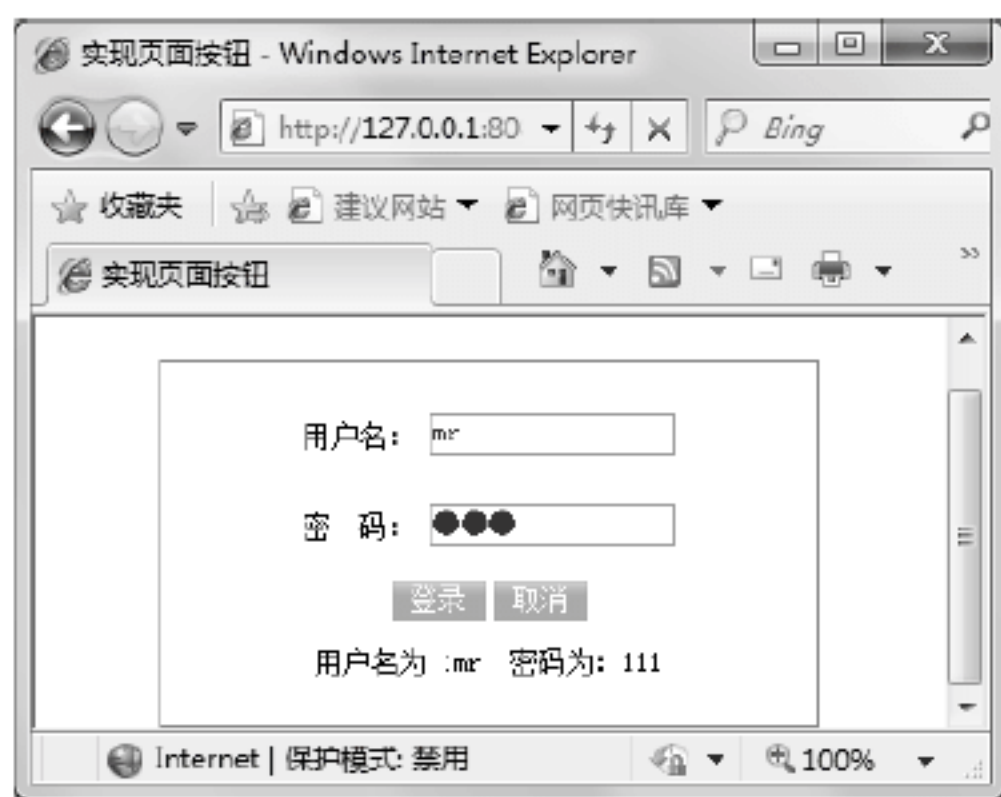 实现页面按钮 - Windows Internet Explorer
http://127.0.0.1:80
Bing
收藏夹 建议网站 网页快讯库
实现页面按钮
用户名: mr
密 码: ●●●
登录 取消
用户名为 :mr 密码为: 111
Internet | 保护模式: 禁用 100%